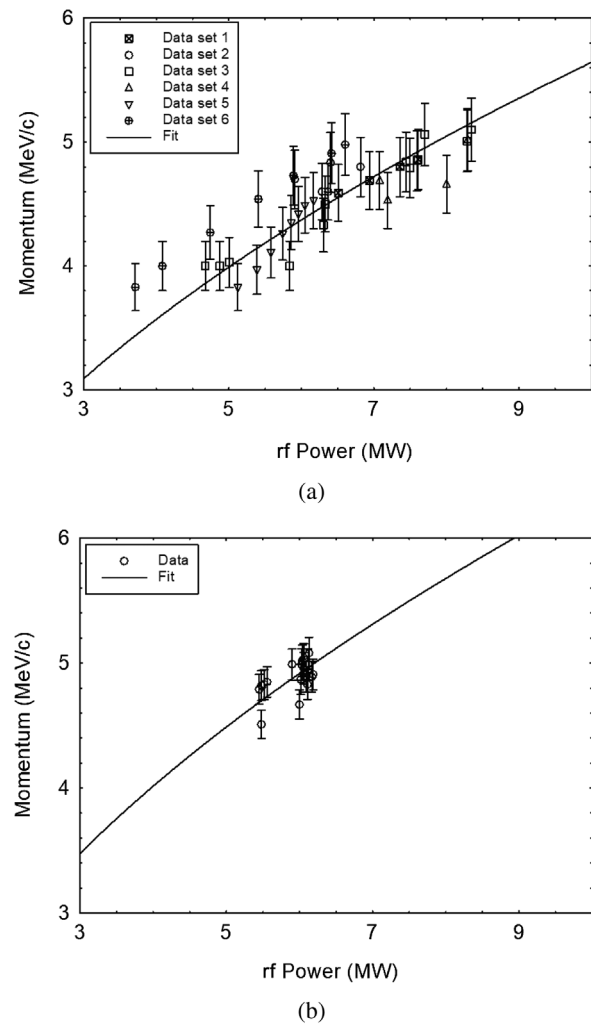 6
5
4
3
Momentum (MeV/c)
Data set 1
Data set 2
Data set 3
Data set 4
Data set 5
Data set 6
Fit
3 5 7 9
rf Power (MW)
(a)
6
5
4
3
Momentum (MeV/c)
Data
Fit
3 5 7 9
rf Power (MW)
(b)